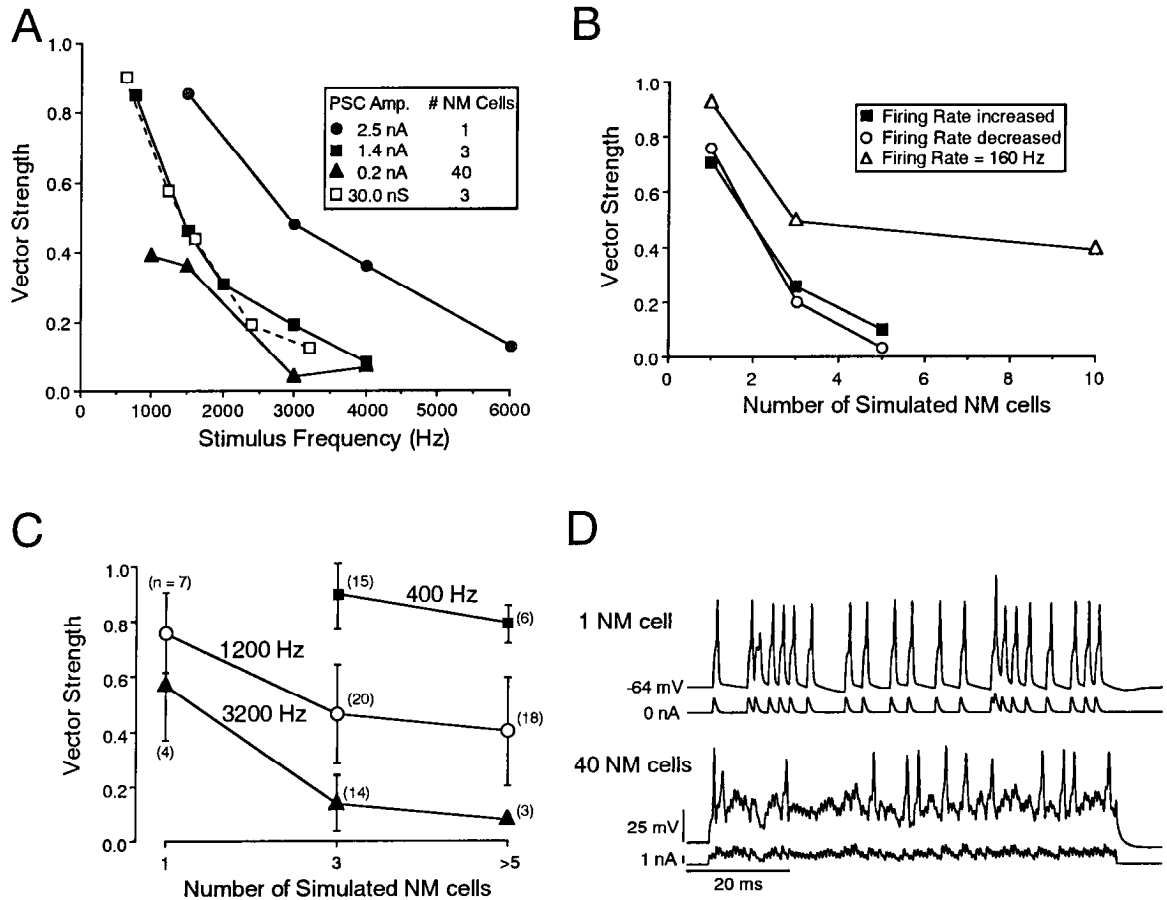 A
1.0
0.8
0.6
0.4
0.2
0.0
Vector Strength
0 1000 2000 3000 4000 5000 6000
Stimulus Frequency (Hz)
PSC Amp. # NM Cells
2.5 nA 1
1.4 nA 3
0.2 nA 40
30.0 nS 3
B
1.0
0.8
0.6
0.4
0.2
0.0
Vector Strength
0 2 4 6 8 10
Number of Simulated NM cells
Firing Rate increased
Firing Rate decreased
Firing Rate = 160 Hz
C
1.0
0.8
0.6
0.4
0.2
0.0
Vector Strength
(n = 7)
(15)
400 Hz
(6)
1200 Hz
(20)
(18)
3200 Hz
(4)
(14)
(3)
1 3 >5
Number of Simulated NM cells
D
1 NM cell
-64 mV
0 nA
40 NM cells
25 mV
1 nA
20 ms